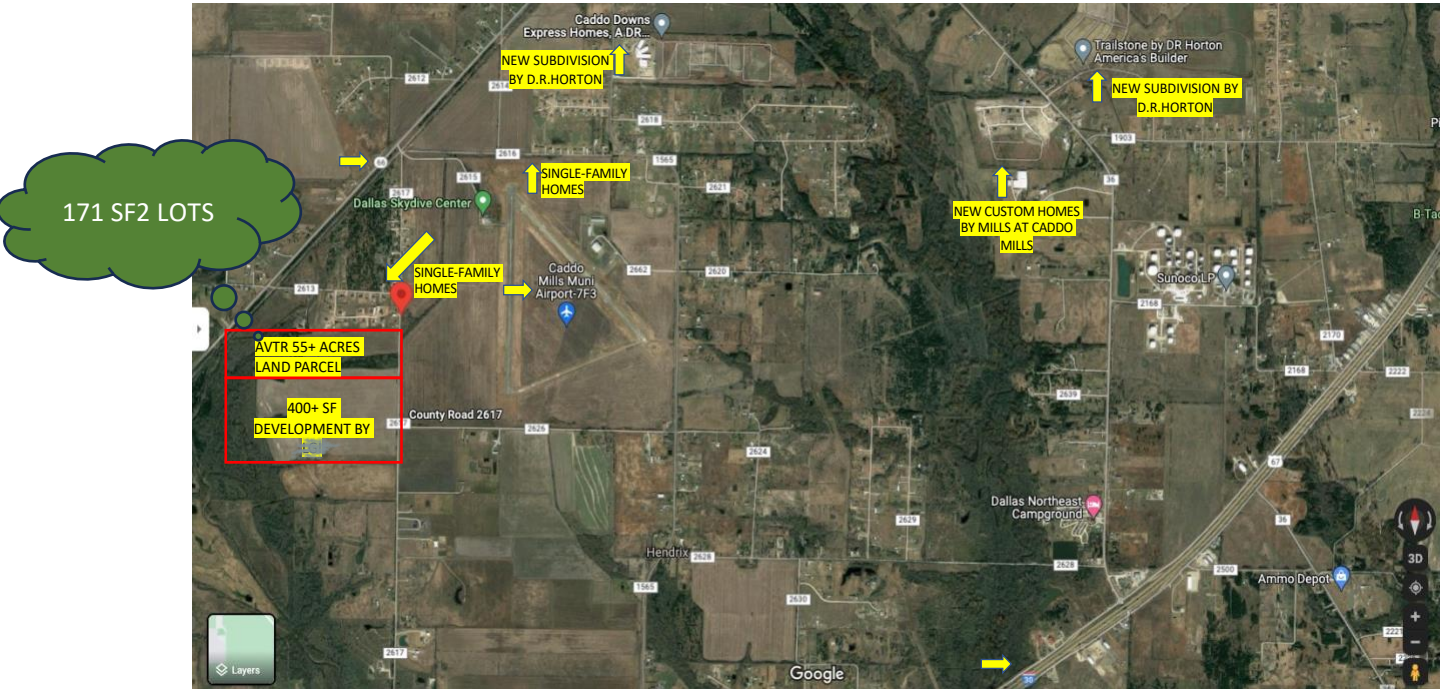 Caddo Downs
Express Homes, A DR...
NEW SUBDIVISION
BY D.R.HORTON
Trailstone by DR Horton
America's Builder
NEW SUBDIVISION BY
D.R.HORTON
2612
2614
2618
1903
66
2616
1565
2615
SINGLE-FAMILY
HOMES
36
2617
2621
Dallas Skydive Center
171 SF2 LOTS
NEW CUSTOM HOMES
BY MILLS AT CADDO
MILLS
SINGLE-FAMILY
HOMES
Caddo
Mills Muni
Airport-7F3
2662
2620
Sunoco LP
2613
2168
2170
AVTR 55+ ACRES
LAND PARCEL
2168
2222
2639
400+ SF
DEVELOPMENT BY
County Road 2617
2626
2624
67
Dallas Northeast
Campground
2629
36
Hendrix
2628
2628
2500
3D
Ammo Depot
1565
2630
2617
Layers
Google
30